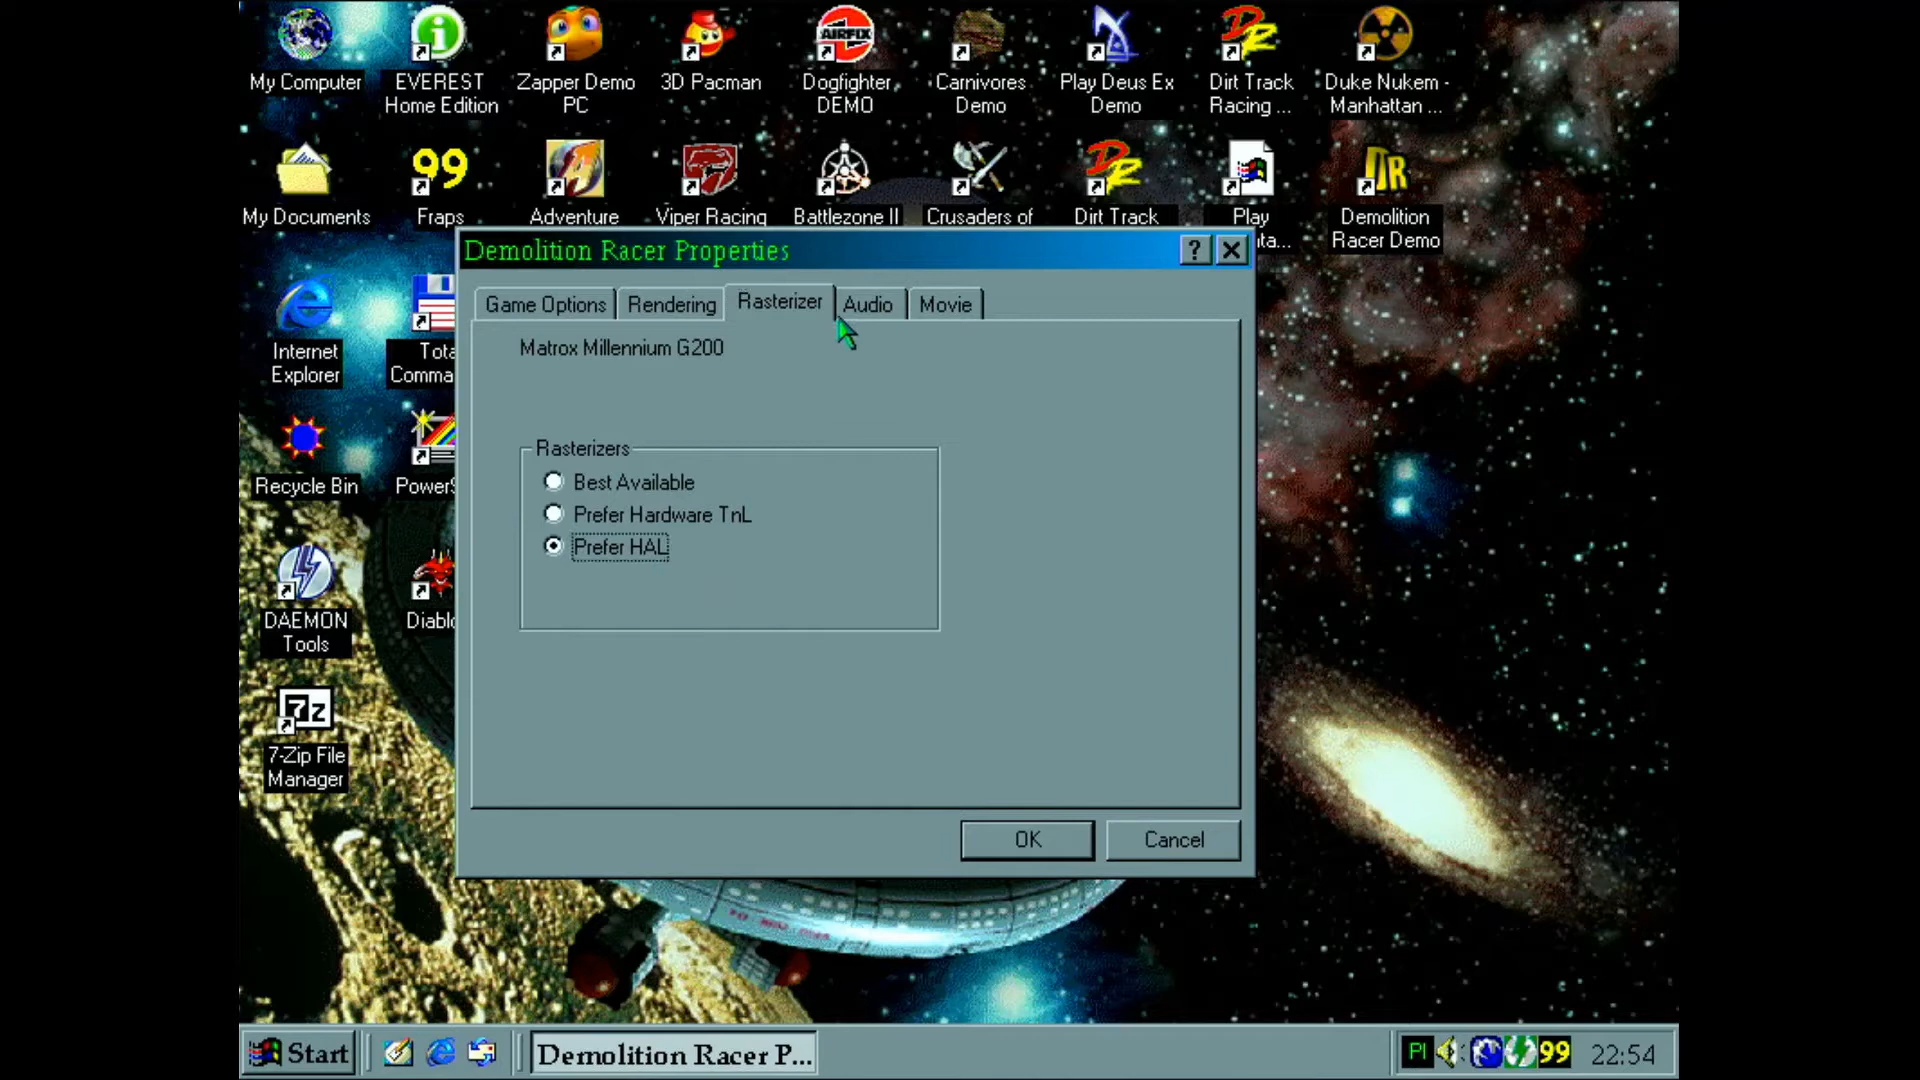 My Computer
EVEREST
Home Edition
Zapper Demo
PC
3D Pacman
AIRFIX
Dogfighter
DEMO
Carnivores
Demo
Play Deus Ex
Demo
Dirt Track
Racing ...
Duke Nukem -
Manhattan ...
My Documents
99
Fraps
Adventure
Viper Racing
Battlezone II
Crusaders of
Dirt Track
Play
Demolition
Racer Demo
Demolition Racer Properties
Game Options
Rendering
Rasterizer
Audio
Movie
Matrox Millennium G200
Rasterizers
Best Available
Prefer Hardware TnL
Prefer HAL
OK
Cancel
Internet
Explorer
Recycle Bin
DAEMON
Tools
7z
7-Zip File
Manager
Start
Demolition Racer P...
Pl
99
22:54